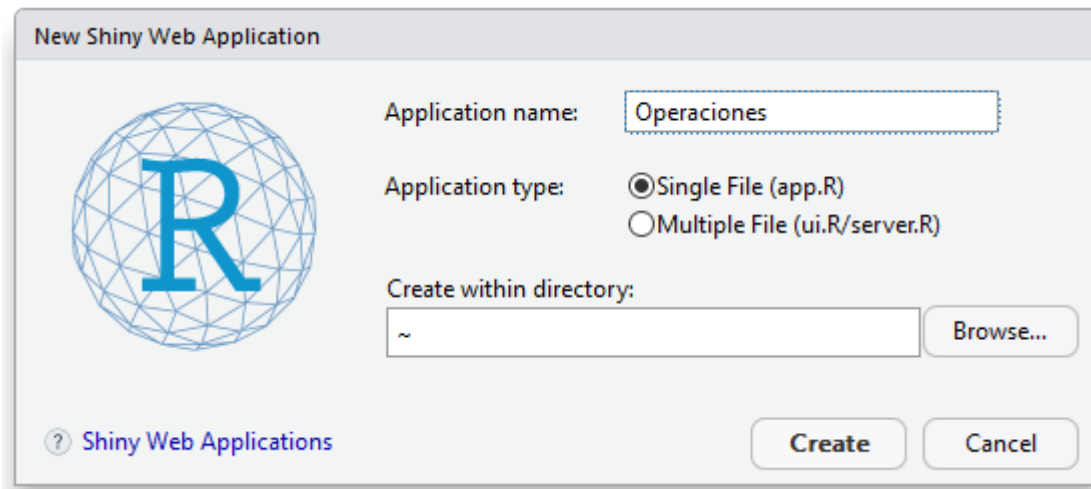 New Shiny Web Application
R
Application name: Operaciones
Application type: Single File (app.R)
Multiple File (ui.R/server.R)
Create within directory:
~ Browse...
? Shiny Web Applications Create Cancel